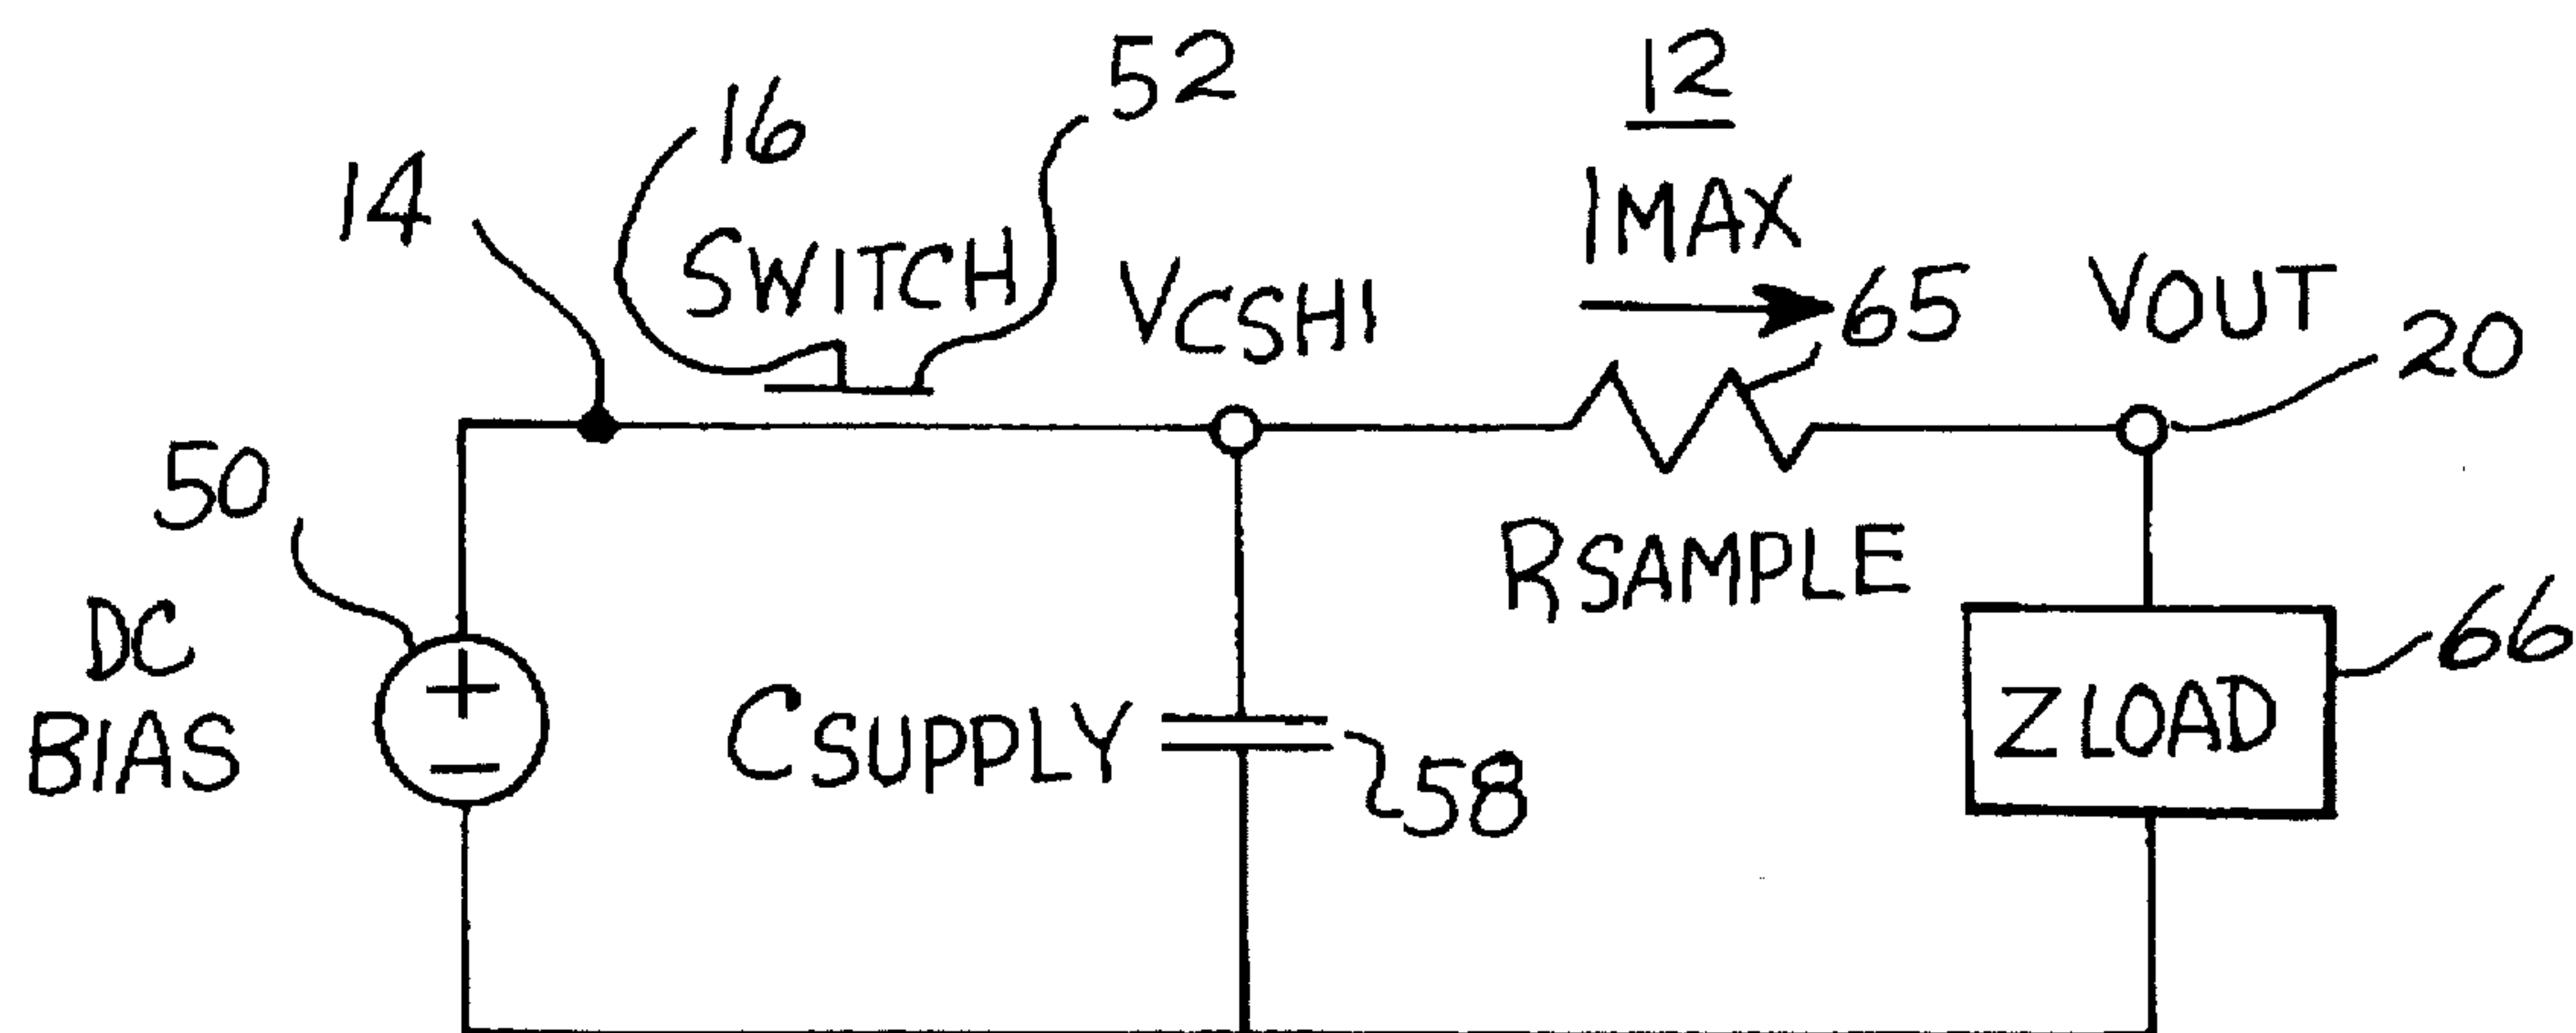 52
12
16
14
IMAX
SWITCH
VCSHI
65
VOUT
20
50
RSAMPLE
DC
BIAS
66
CSUPPLY
ZLOAD
58